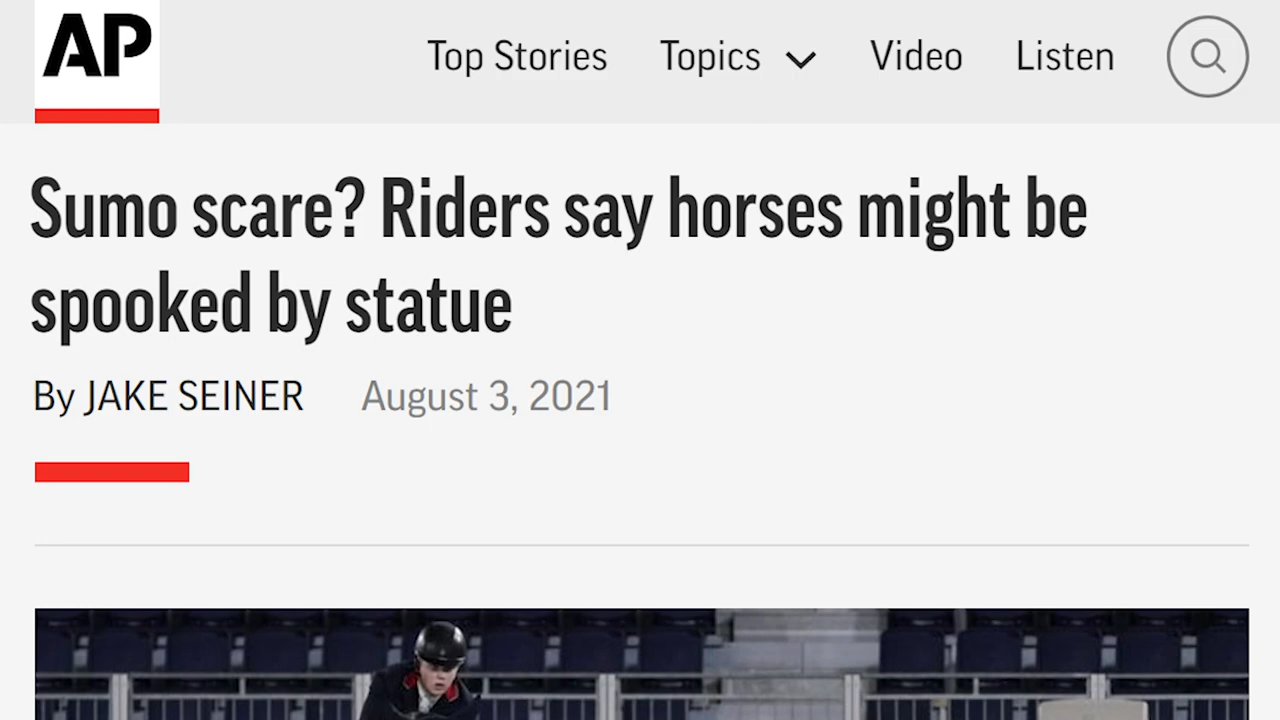 AP
Top Stories Topics Video Listen
Sumo scare? Riders say horses might be
spooked by statue
By JAKE SEINER August 3, 2021